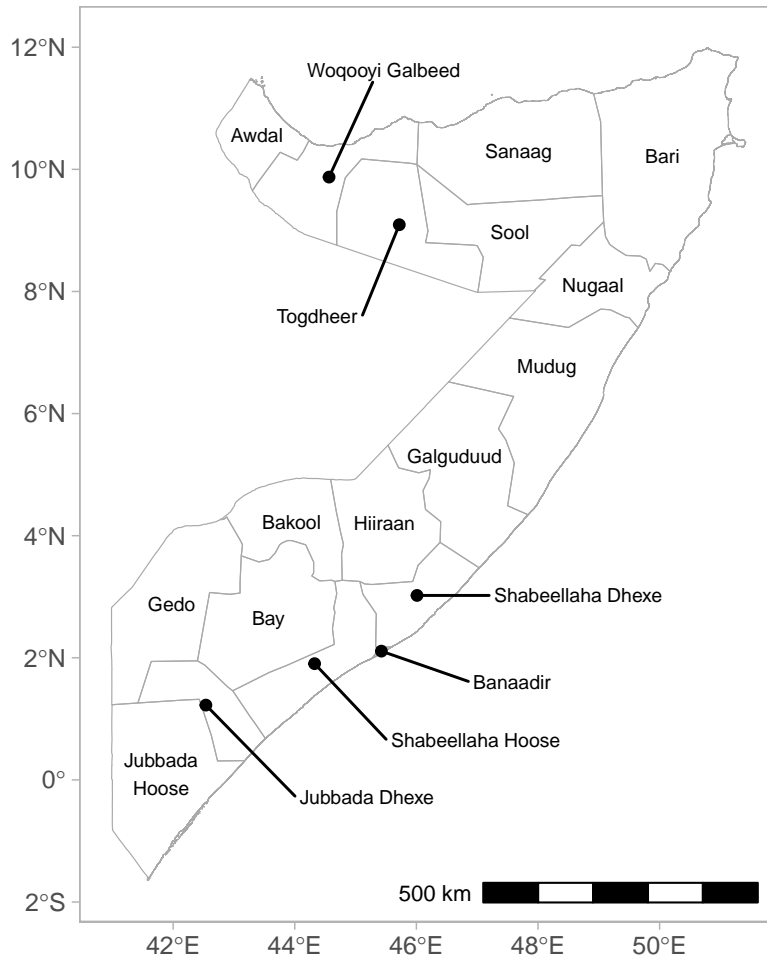 12°N
10°N
8°N
6°N
4°N
2°N
0°
2°S
Woqooyi Galbeed
Awdal
Sanaag
Bari
Sool
Togdheer
Nugaal
Mudug
Galguduud
Bakool
Hiiraan
Gedo
Bay
Shabeellaha Dhexe
Banaadir
Shabeellaha Hoose
Jubbada
Hoose
Jubbada Dhexe
500 km
42°E
44°E
46°E
48°E
50°E